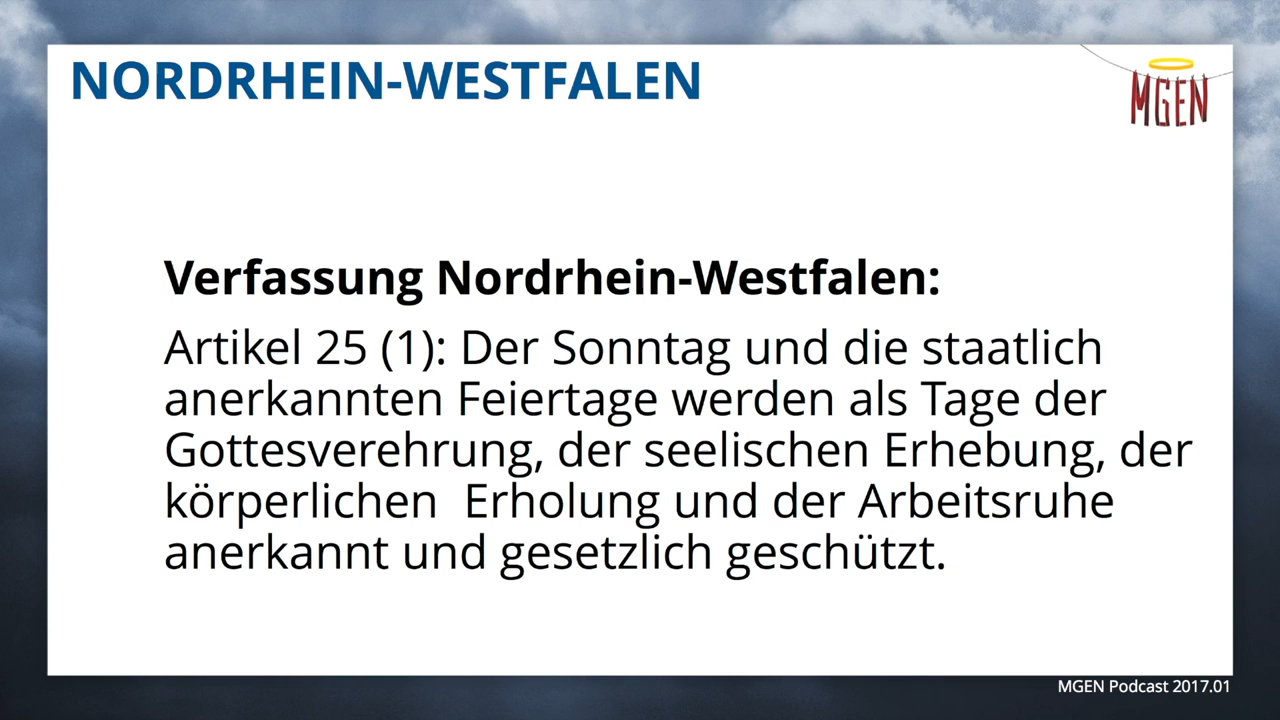 NORDRHEIN-WESTFALEN
MGEN
Verfassung Nordrhein-Westfalen:
Artikel 25 (1): Der Sonntag und die staatlich
anerkannten Feiertage werden als Tage der
Gottesverehrung, der seelischen Erhebung, der
körperlichen  Erholung und der Arbeitsruhe
anerkannt und gesetzlich geschützt.
MGEN Podcast 2017.01